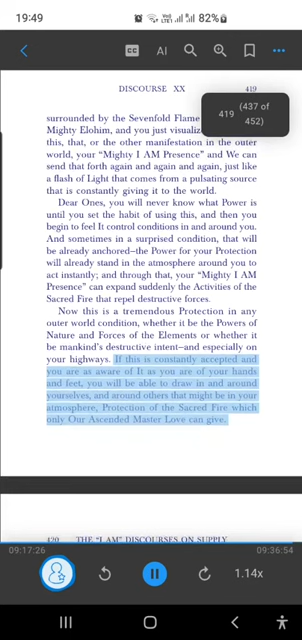 19:49
82%
AI
DISCOURSE XX 419
419 (437 of 452)
surrounded by the Sevenfold Flame
Mighty Elohim, and you just visualiz
this, that, or the other manifestation in the outer
world, your “Mighty I AM Presence” and We can
send that forth again and again and again, just like
a flash of Light that comes from a pulsating source
that is constantly giving it to the world.
Dear Ones, you will never know what Power is
until you set the habit of using this, and then you
begin to feel It control conditions in and around you.
And sometimes in a surprised condition, that will
be already anchored—the Power for your Protection
will already stand in the atmosphere around you to
act instantly; and through that, your “Mighty I AM
Presence” can expand suddenly the Activities of the
Sacred Fire that repel destructive forces.
Now this is a tremendous Protection in any
outer world condition, whether it be the Powers of
Nature and Forces of the Elements or whether it
be mankind’s destructive intent—and especially on
your highways. If this is constantly accepted and
you are as aware of It as you are of your hands
and feet, you will be able to draw in and around
yourselves, and around others that might be in your
atmosphere, Protection of the Sacred Fire which
only Our Ascended Master Love can give.
420 THE “I AM” DISCOURSES ON SUPPLY
09:17:26 09:36:54
1.14x